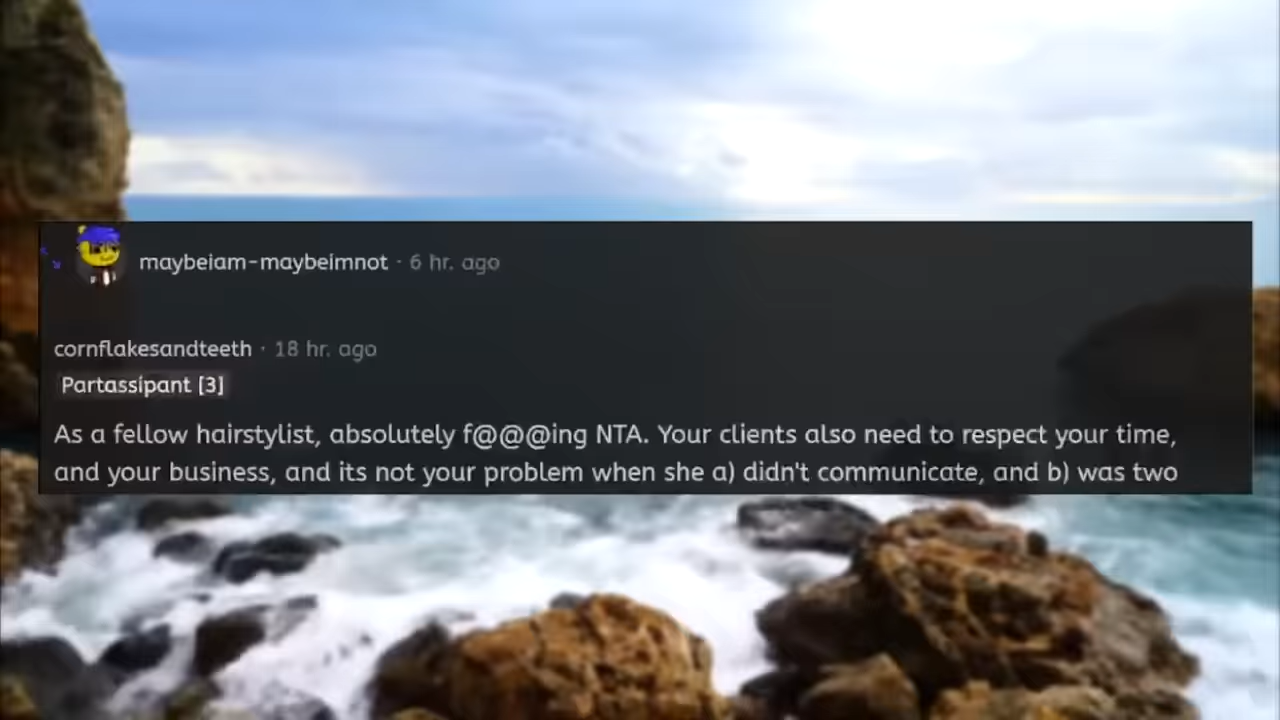 maybeiam-maybeimnot · 6 hr. ago
cornflakesandteeth · 18 hr. ago
Partassipant [3]
As a fellow hairstylist, absolutely f@@@ing NTA. Your clients also need to respect your time,
and your business, and its not your problem when she a) didn't communicate, and b) was two